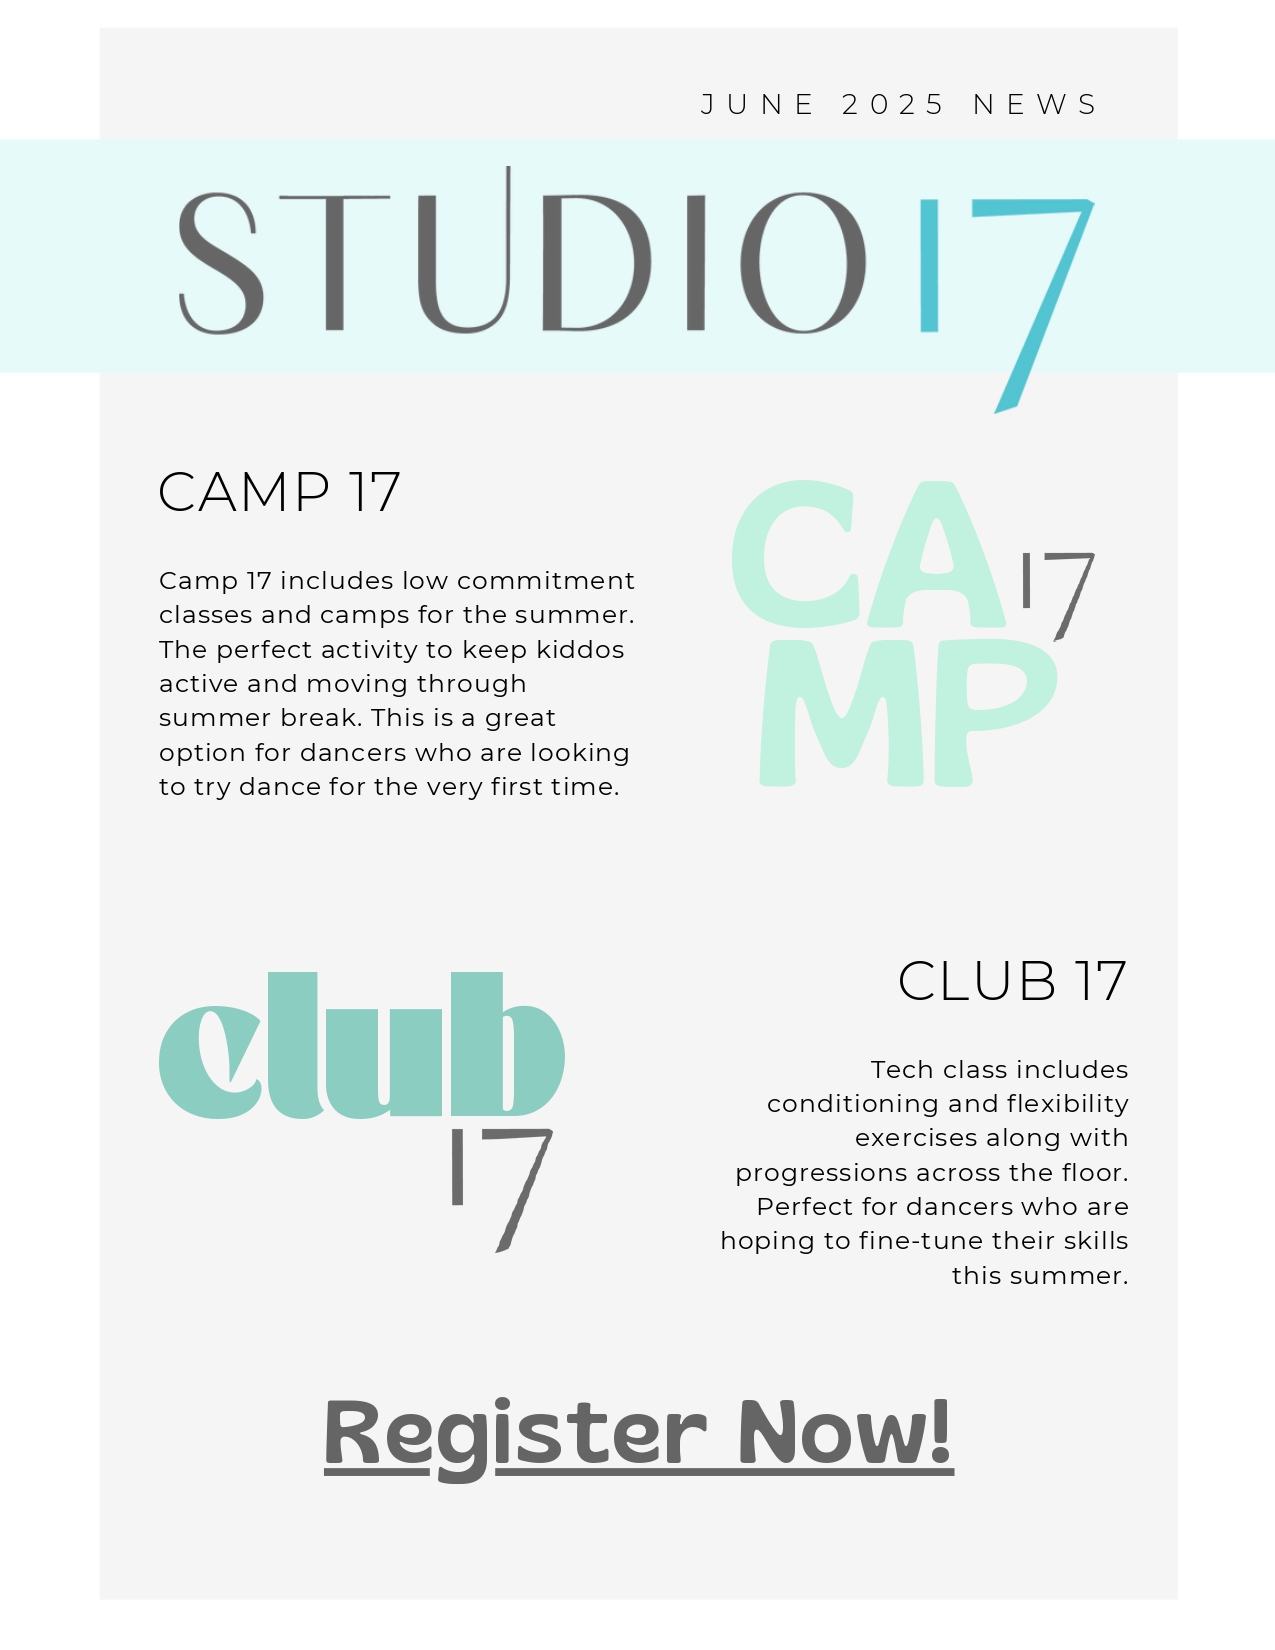 JUNE 2025 NEWS
STUDIO 17
CAMP 17
Camp 17 includes low commitment
classes and camps for the summer.
The perfect activity to keep kiddos
active and moving through
summer break. This is a great
option for dancers who are looking
to try dance for the very first time.
CA
17
MP
club
17
CLUB 17
Tech class includes
conditioning and flexibility
exercises along with
progressions across the floor.
Perfect for dancers who are
hoping to fine-tune their skills
this summer.
Register Now!